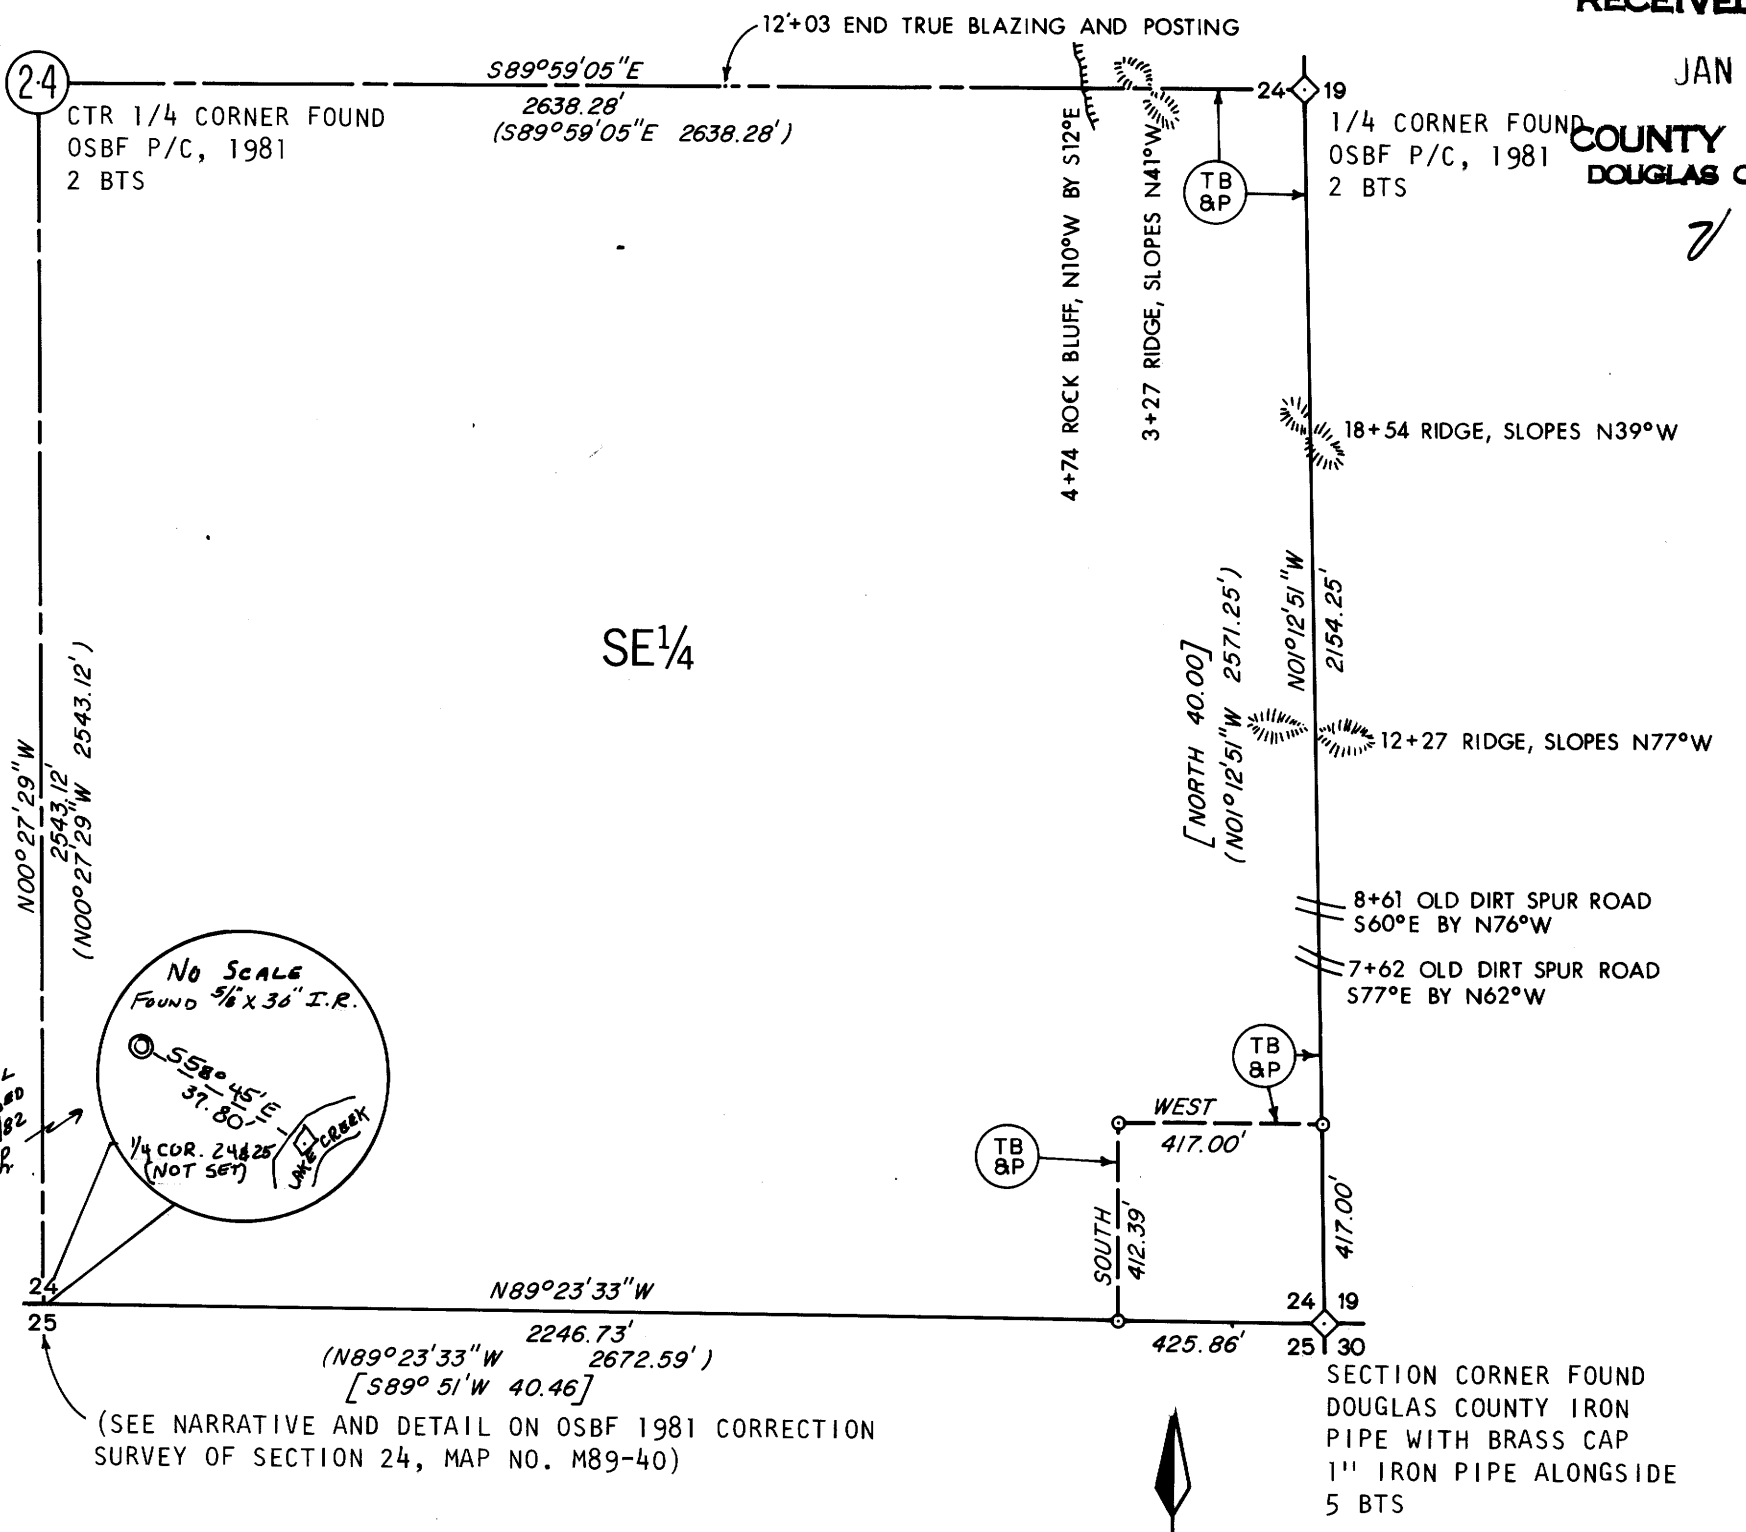 12+03 END TRUE BLAZING AND POSTING
RECEIVED
JAN
COUNTY
DOUGLAS C
24
S89°59'05"E
2638.28'
(S89°59'05"E 2638.28')
CTR 1/4 CORNER FOUND
OSBF P/C, 1981
2 BTS
4+74 ROCK BLUFF, N10°W BY S12°E
3+27 RIDGE, SLOPES N41°W
24 19
1/4 CORNER FOUND
OSBF P/C, 1981
2 BTS
TB
&P
18+54 RIDGE, SLOPES N39°W
N01°12'51"W
2154.25'
[NORTH 40.00]
(N01°12'51"W 2571.25')
SE1/4
12+27 RIDGE, SLOPES N77°W
N00°27'29"W
2543.12'
(N00°27'29"W 2543.12')
8+61 OLD DIRT SPUR ROAD
S60°E BY N76°W
7+62 OLD DIRT SPUR ROAD
S77°E BY N62°W
NO SCALE
FOUND 5/8" X 36" I.R.
S58°45'E
37.80
1/4 COR. 24&25
(NOT SET)
LAKE CREEK
82
TB
&P
WEST
417.00'
TB
&P
SOUTH
412.39'
417.00'
24
25
N89°23'33"W
2246.73'
(N89°23'33"W 2672.59')
[S89°51'W 40.46]
425.86'
24 19
25 30
(SEE NARRATIVE AND DETAIL ON OSBF 1981 CORRECTION
SURVEY OF SECTION 24, MAP NO. M89-40)
SECTION CORNER FOUND
DOUGLAS COUNTY IRON
PIPE WITH BRASS CAP
1" IRON PIPE ALONGSIDE
5 BTS